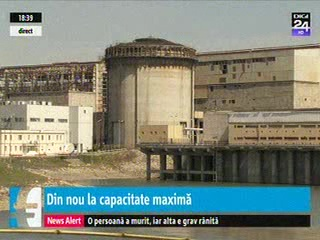 18:39
direct
DIGI
24
HD
Din nou la capacitate maximă
News Alert O persoană a murit, iar alta e grav rănită